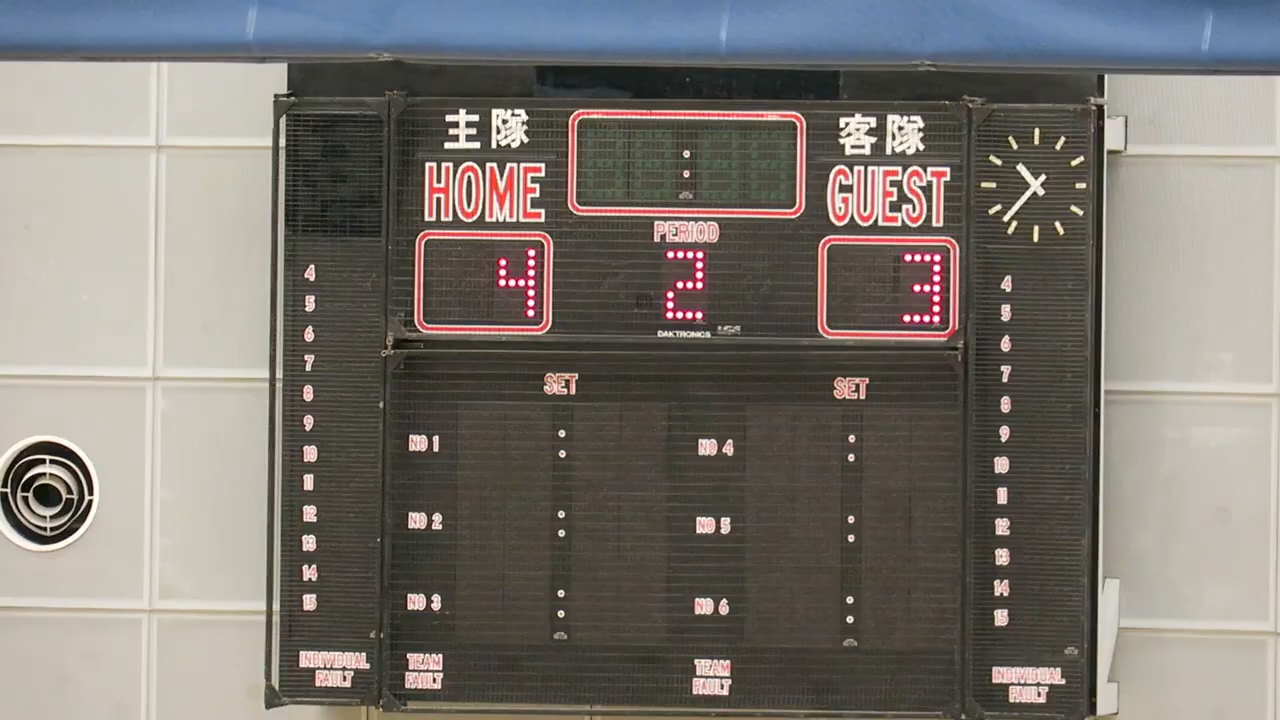 主隊
客隊
HOME
GUEST
PERIOD
4
2
3
DAKTRONICS
SET
SET
NO 1
NO 4
NO 2
NO 5
NO 3
NO 6
TEAM
FAULT
TEAM
FAULT
4
5
6
7
8
9
10
11
12
13
14
15
INDIVIDUAL
FAULT
4
5
6
7
8
9
10
11
12
13
14
15
INDIVIDUAL
FAULT